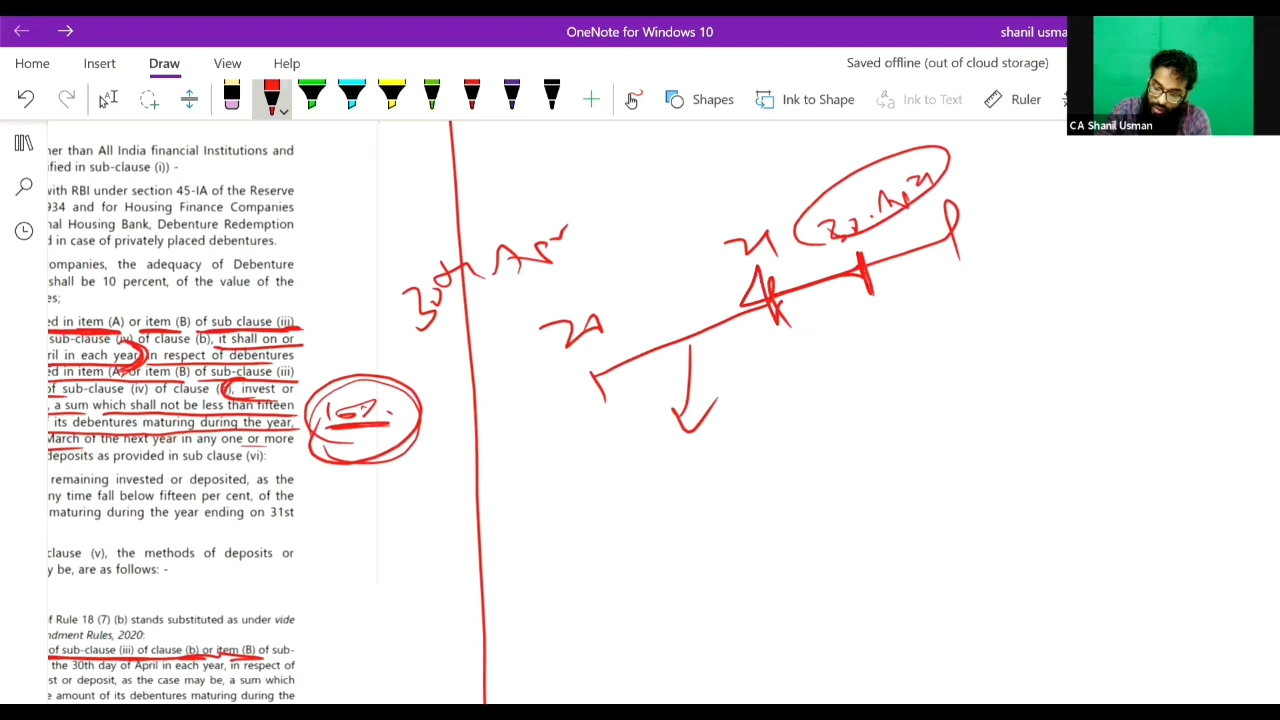 OneNote for Windows 10
shanil usma
Home Insert Draw View Help
Saved offline (out of cloud storage)
Shapes Ink to Shape Ink to Text Ruler
CA Shanil Usman
her than All India financial Institutions and
ified in sub-clause (i)) -
with RBI under section 45-IA of the Reserve
934 and for Housing Finance Companies
nal Housing Bank, Debenture Redemption
d in case of privately placed debentures.
ompanies, the adequacy of Debenture
shall be 10 percent, of the value of the
es;
ed in item (A) or item (B) of sub clause (iii)
sub-clause (iv) of clause (b), it shall on or
ril in each year in respect of debentures
ed in item (A) or item (B) of sub-clause (iii)
of sub-clause (iv) of clause invest or
, a sum which shall not be less than fifteen
f its debentures maturing during the year,
March of the next year in any one or more
deposits as provided in sub clause (vi):
remaining invested or deposited, as the
ny time fall below fifteen per cent, of the
maturing during the year ending on 31st
clause (v), the methods of deposits or
y be, are as follows: -
f Rule 18 (7) (b) stands substituted as under vide
ndment Rules, 2020:
of sub-clause (iii) of clause (b) or item (B) of sub-
the 30th day of April in each year, in respect of
st or deposit, as the case may be, a sum which
e amount of its debentures maturing during the
30th Apr
20
21